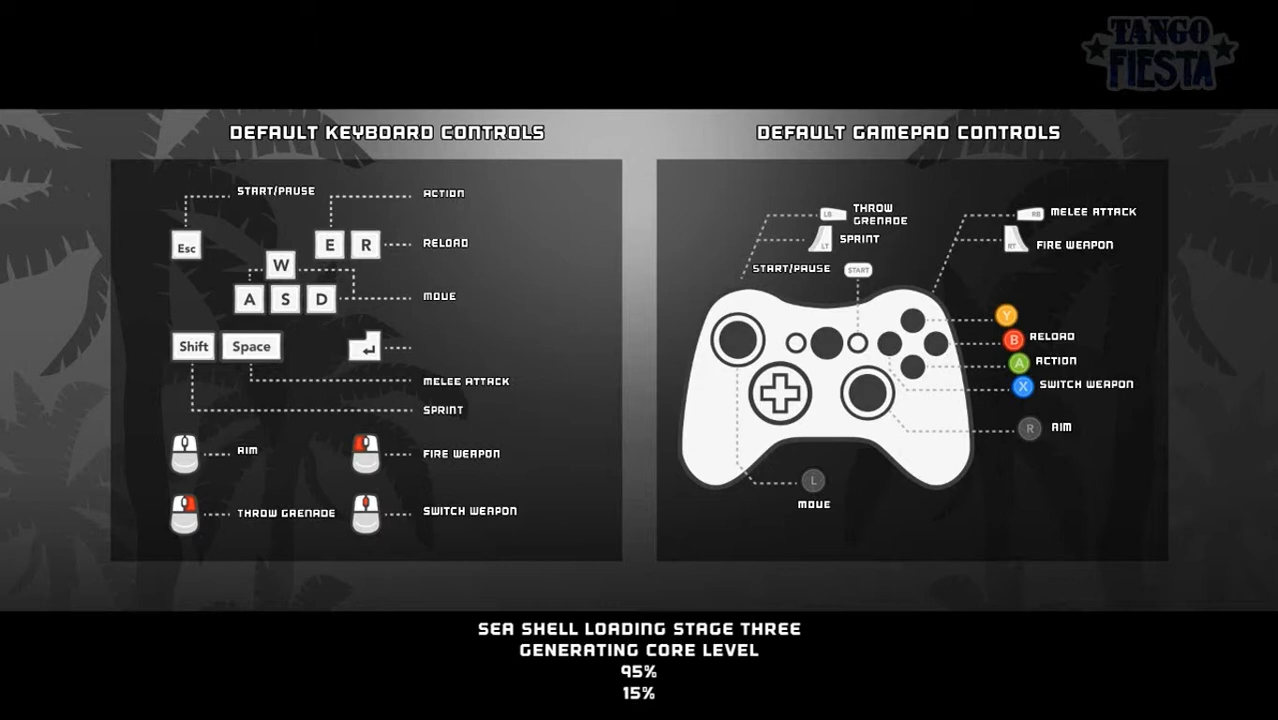 TANGO
FIESTA
DEFAULT KEYBOARD CONTROLS
START/PAUSE
ACTION
Esc
E
R
RELOAD
W
A
S
D
MOVE
Shift
Space
MELEE ATTACK
SPRINT
AIM
FIRE WEAPON
THROW GRENADE
SWITCH WEAPON
DEFAULT GAMEPAD CONTROLS
LB
THROW
GRENADE
LT
SPRINT
START/PAUSE
START
RB
MELEE ATTACK
RT
FIRE WEAPON
Y
B
RELOAD
A
ACTION
X
SWITCH WEAPON
R
AIM
L
MOVE
SEA SHELL LOADING STAGE THREE
GENERATING CORE LEVEL
95%
15%